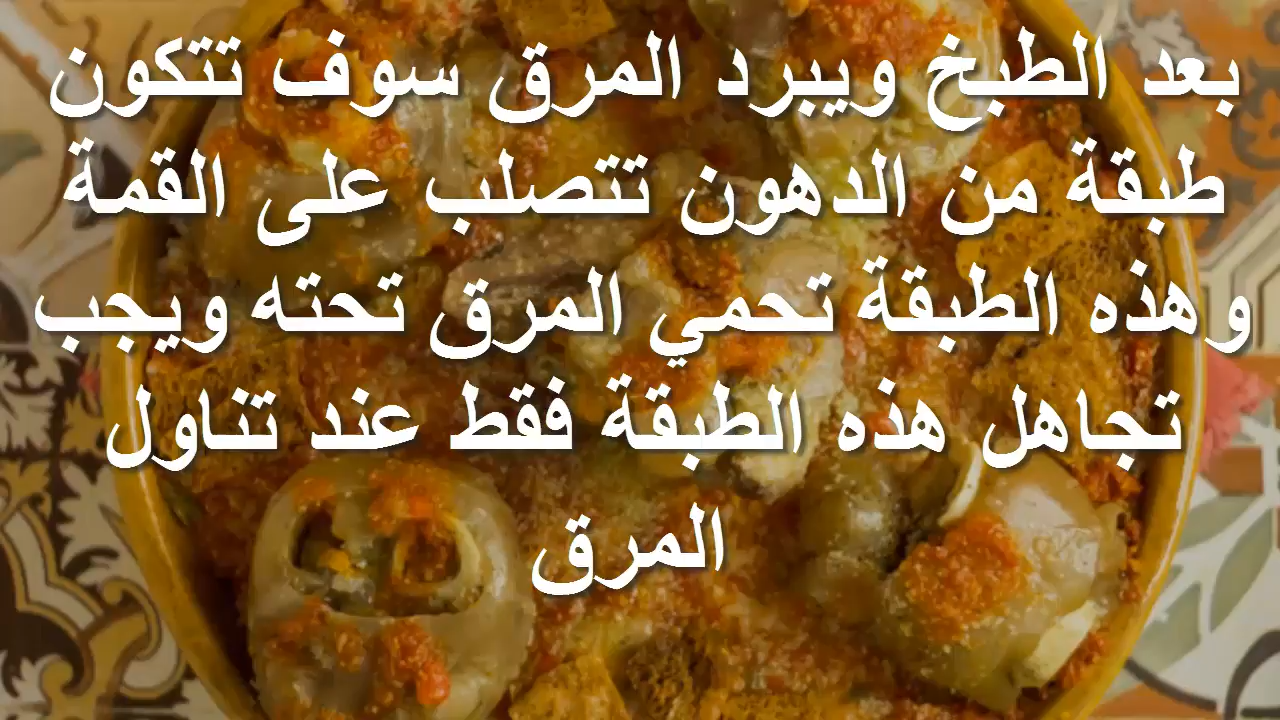 بعد الطبخ ويبرد المرق سوف تتكون
طبقة من الدهون تتصلب على القمة
وهذه الطبقة تحمي المرق تحته ويجب
تجاهل هذه الطبقة فقط عند تناول
المرق